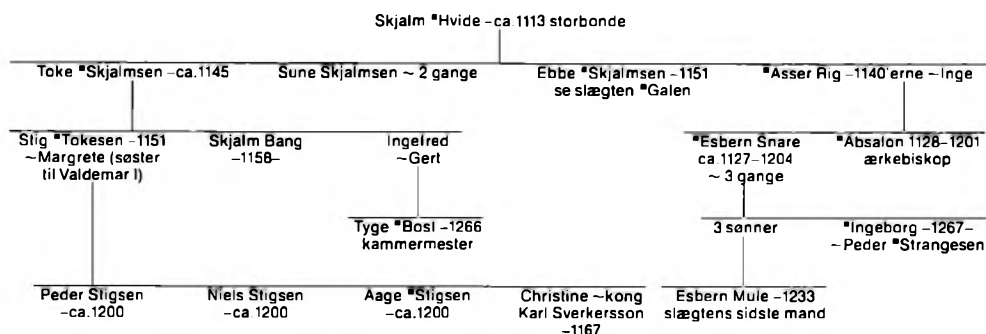 Skjalm *Hvide –ca.1113 storbonde
Toke *Skjalmsen –ca.1145
Sune Skjalmsen ~ 2 gange
Ebbe *Skjalmsen –1151
se slægten *Galen
*Asser Rig –1140'erne ~Inge
Stig *Tokesen –1151
~Margrete (søster
til Valdemar I)
Skjalm Bang
–1158–
Ingefred
~Gert
*Esbern Snare
ca.1127–1204
~ 3 gange
*Absalon 1128–1201
ærkebiskop
Tyge *Bosl –1266
kammermester
3 sønner
*Ingeborg –1267–
~Peder *Strangesen
Peder Stigsen
–ca.1200
Niels Stigsen
–ca.1200
Aage *Stigsen
–ca.1200
Christine ~kong
Karl Sverkersson
–1167
Esbern Mule –1233
slægtens sidste mand